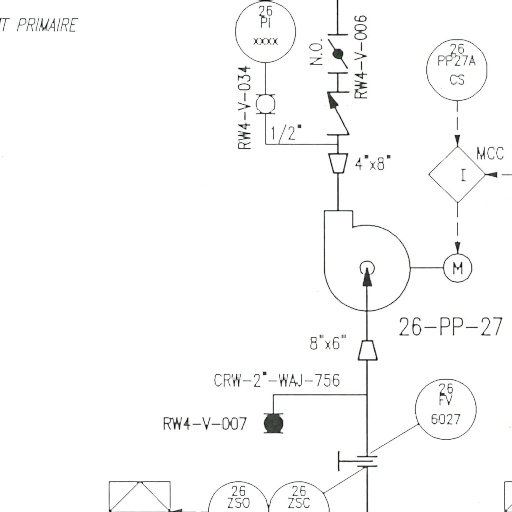 T PRIMAIRE
26
PI
xxxx
N.O.
RW4-V-006
RW4-V-034
1/2"
26
PP27A
CS
MCC
I
4"x8"
M
26-PP-27
8"x6"
CRW-2"-WAJ-756
RW4-V-007
26
FV
6027
26
ZSO
26
ZSC